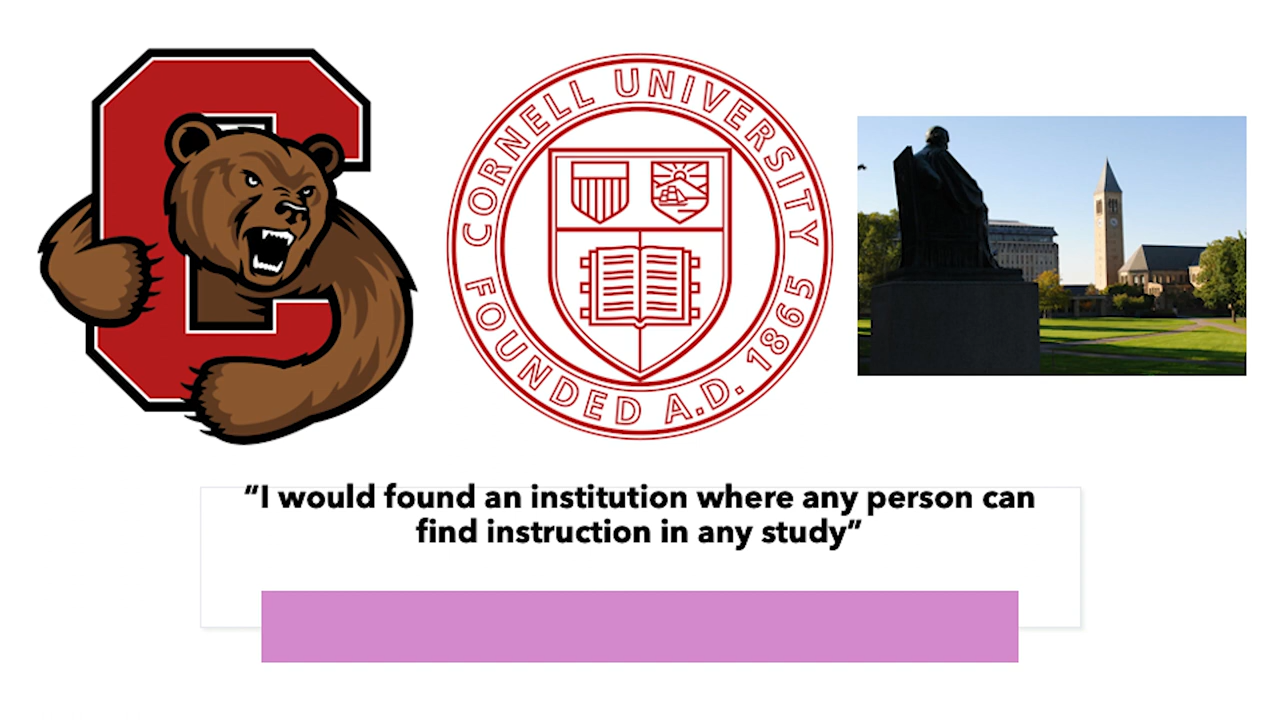 CORNELL UNIVERSITY
FOUNDED A.D. 1865
“I would found an institution where any person can
find instruction in any study”